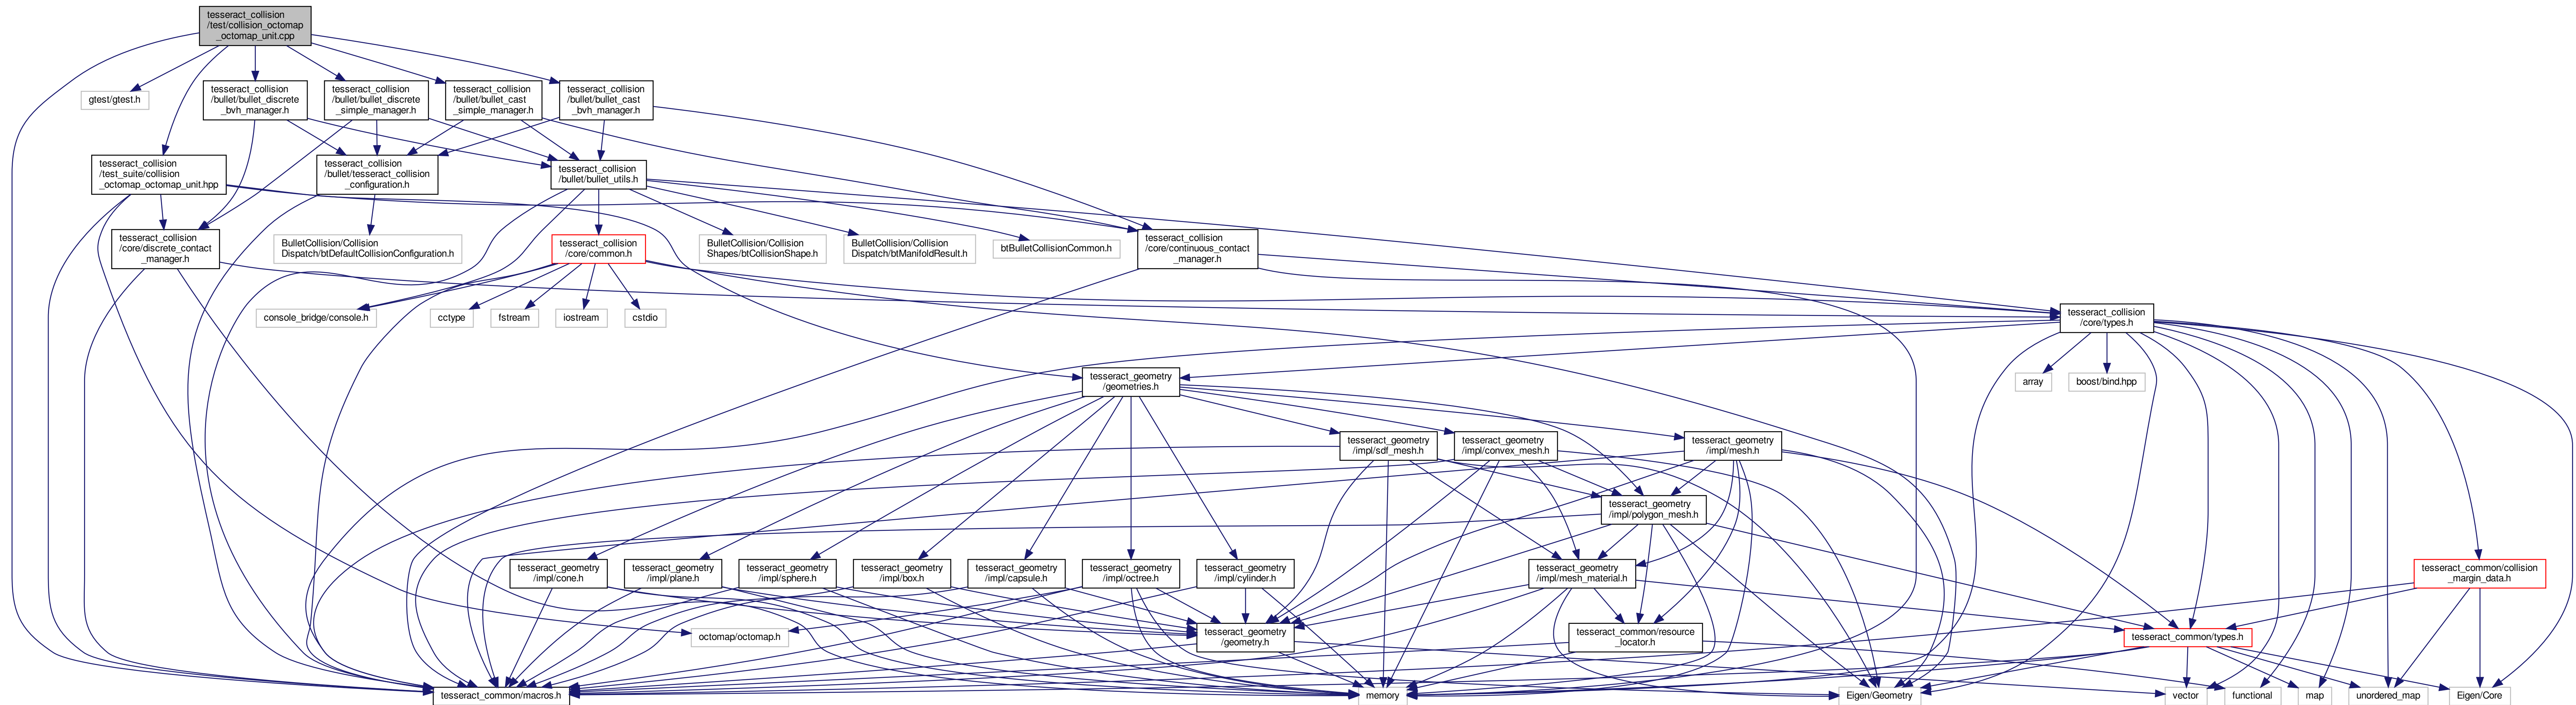 tesseract_collision
/test/collision_octomap
_octomap_unit.cpp
gtest/gtest.h
tesseract_collision
/bullet/bullet_discrete
_bvh_manager.h
tesseract_collision
/bullet/bullet_discrete
_simple_manager.h
tesseract_collision
/bullet/bullet_cast
_simple_manager.h
tesseract_collision
/bullet/bullet_cast
_bvh_manager.h
tesseract_collision
/test_suite/collision
_octomap_octomap_unit.hpp
tesseract_collision
/bullet/tesseract_collision
_configuration.h
tesseract_collision
/bullet/bullet_utils.h
tesseract_collision
/core/discrete_contact
_manager.h
BulletCollision/Collision
Dispatch/btDefaultCollisionConfiguration.h
tesseract_collision
/core/common.h
BulletCollision/Collision
Shapes/btCollisionShape.h
BulletCollision/Collision
Dispatch/btManifoldResult.h
btBulletCollisionCommon.h
tesseract_collision
/core/continuous_contact
_manager.h
console_bridge/console.h
cctype
fstream
iostream
cstdio
tesseract_collision
/core/types.h
tesseract_geometry
/geometries.h
array
boost/bind.hpp
tesseract_geometry
/impl/sdf_mesh.h
tesseract_geometry
/impl/convex_mesh.h
tesseract_geometry
/impl/mesh.h
tesseract_geometry
/impl/polygon_mesh.h
tesseract_geometry
/impl/cone.h
tesseract_geometry
/impl/plane.h
tesseract_geometry
/impl/sphere.h
tesseract_geometry
/impl/box.h
tesseract_geometry
/impl/capsule.h
tesseract_geometry
/impl/octree.h
tesseract_geometry
/impl/cylinder.h
tesseract_geometry
/impl/mesh_material.h
tesseract_common/collision
_margin_data.h
octomap/octomap.h
tesseract_geometry
/geometry.h
tesseract_common/resource
_locator.h
tesseract_common/types.h
tesseract_common/macros.h
memory
Eigen/Geometry
vector
functional
map
unordered_map
Eigen/Core